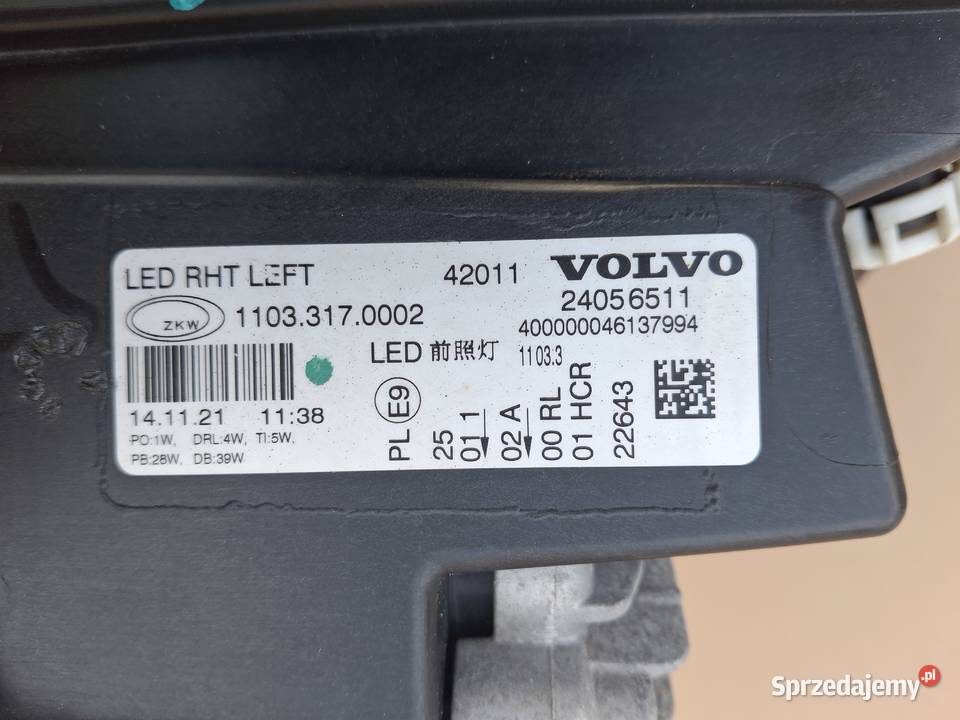 LED RHT LEFT 42011 VOLVO
ZKW 1103.317.0002 24056511
400000046137994
LED 前照灯 1103.3
14.11.21 11:38
PO:1W, DRL:4W, TI:5W,
PB:28W, DB:39W
PL E9
25
01 1
02 A
00 RL
01 HCR
22643
Sprzedajemy.pl